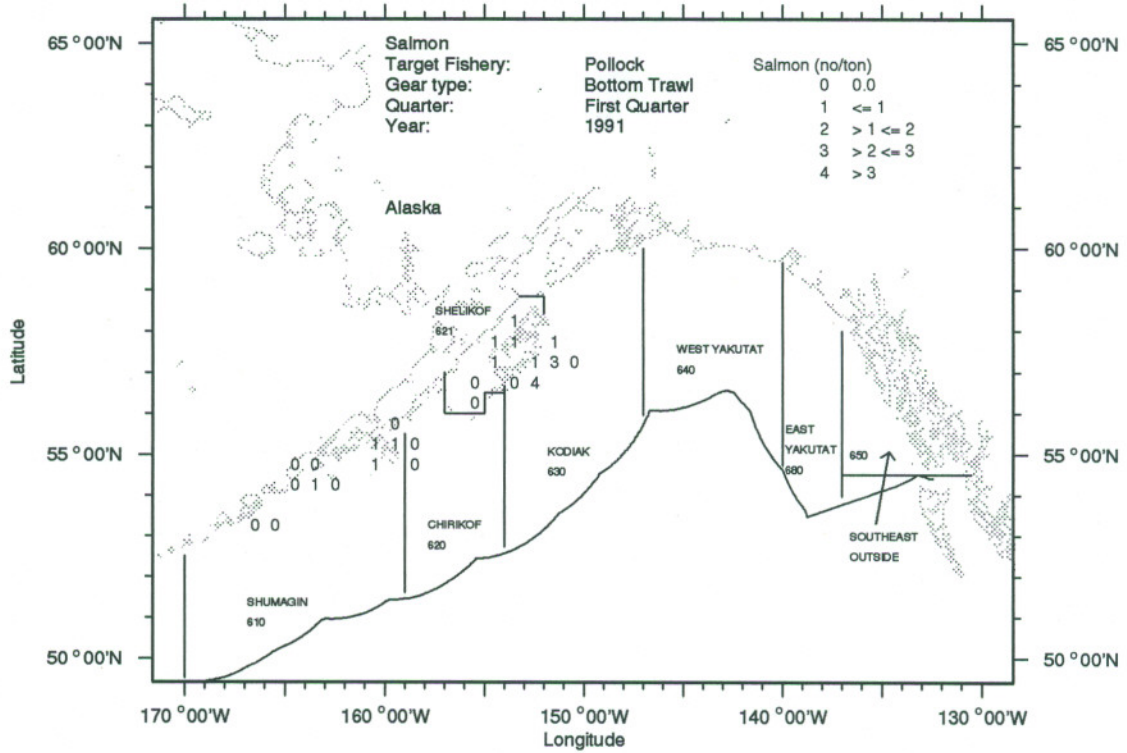 65 °00'N
65 °00'N
Salmon
Target Fishery: Pollock
Gear type: Bottom Trawl
Quarter: First Quarter
Year: 1991
Salmon (no/ton)
0 0.0
1 <= 1
2 > 1 <= 2
3 > 2 <= 3
4 > 3
Alaska
60 °00'N
60 °00'N
Latitude
SHELIKOF
621
1
1 1 1
1 1 3 0
0 0 4
0
WEST YAKUTAT
640
0
1 1 0
0 0 1 0
0 1 0
0 0
55 °00'N
55 °00'N
KODIAK
630
EAST
YAKUTAT
680
650
CHIRIKOF
620
SOUTHEAST
OUTSIDE
SHUMAGIN
610
50 °00'N
50 °00'N
170 °00'W 160 °00'W 150 °00'W 140 °00'W 130 °00'W
Longitude